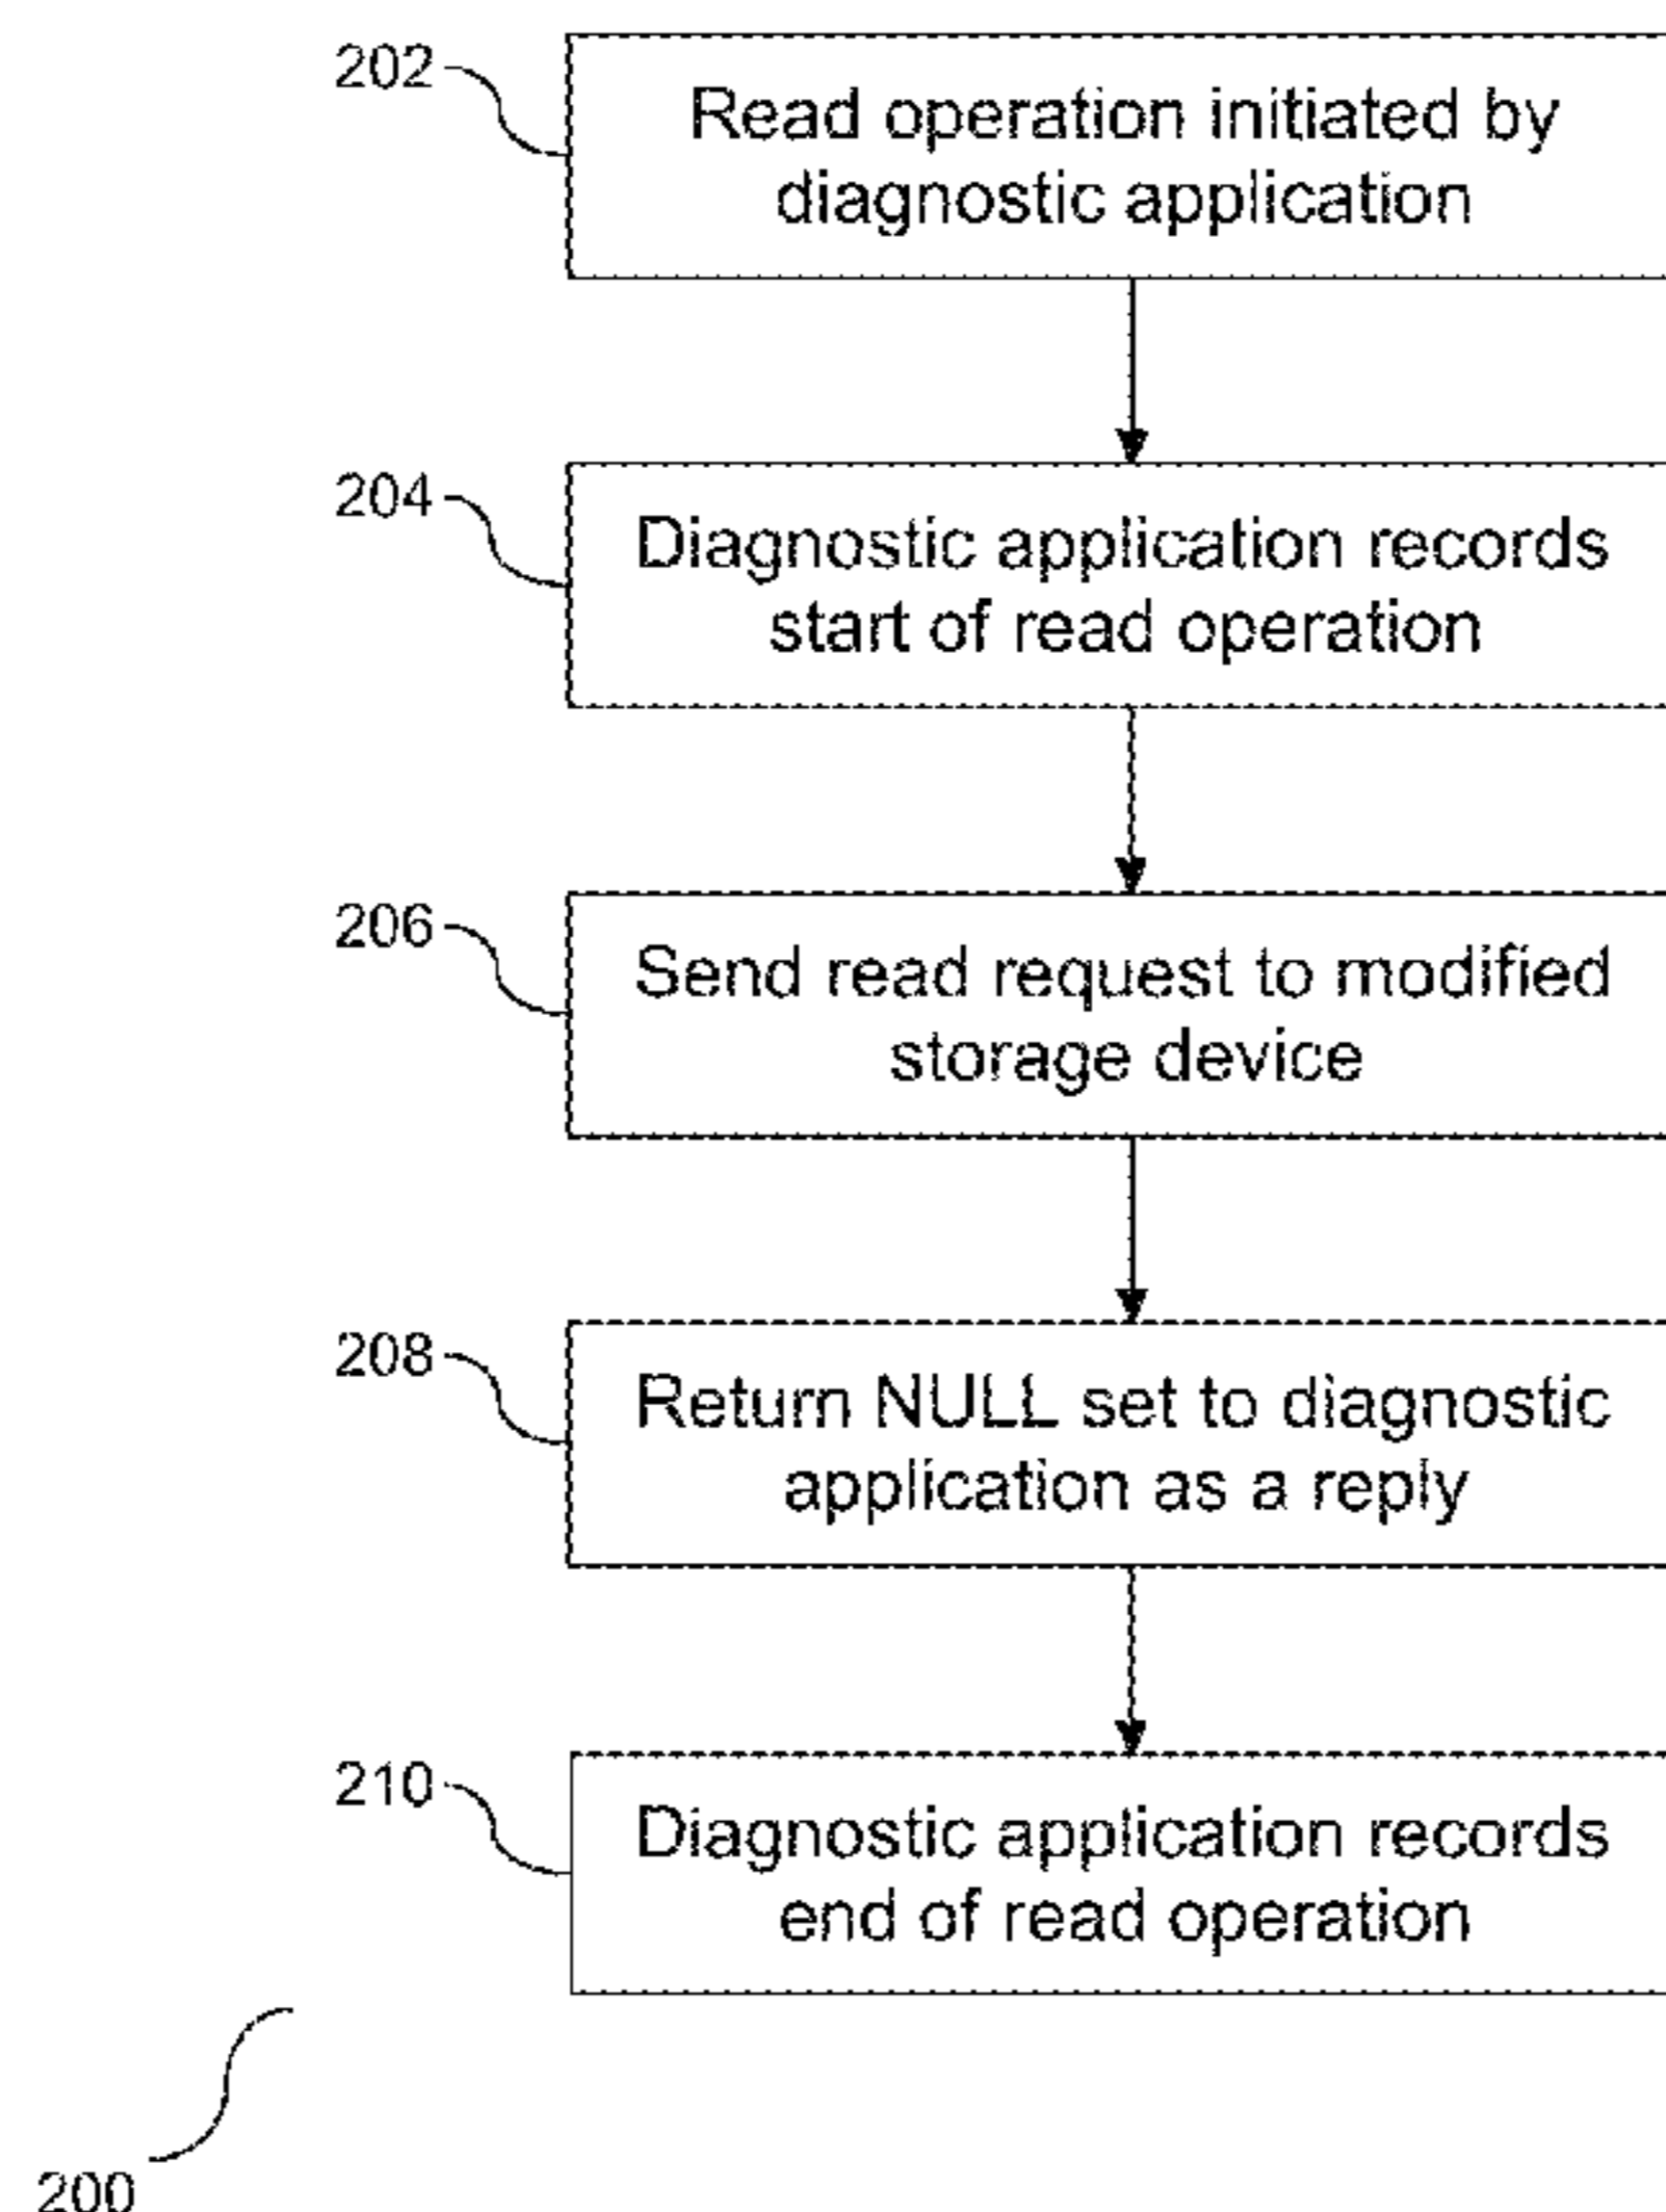 202
Read operation initiated by
diagnostic application
204
Diagnostic application records
start of read operation
206
Send read request to modified
storage device
208
Return NULL set to diagnostic
application as a reply
210
Diagnostic application records
end of read operation
200